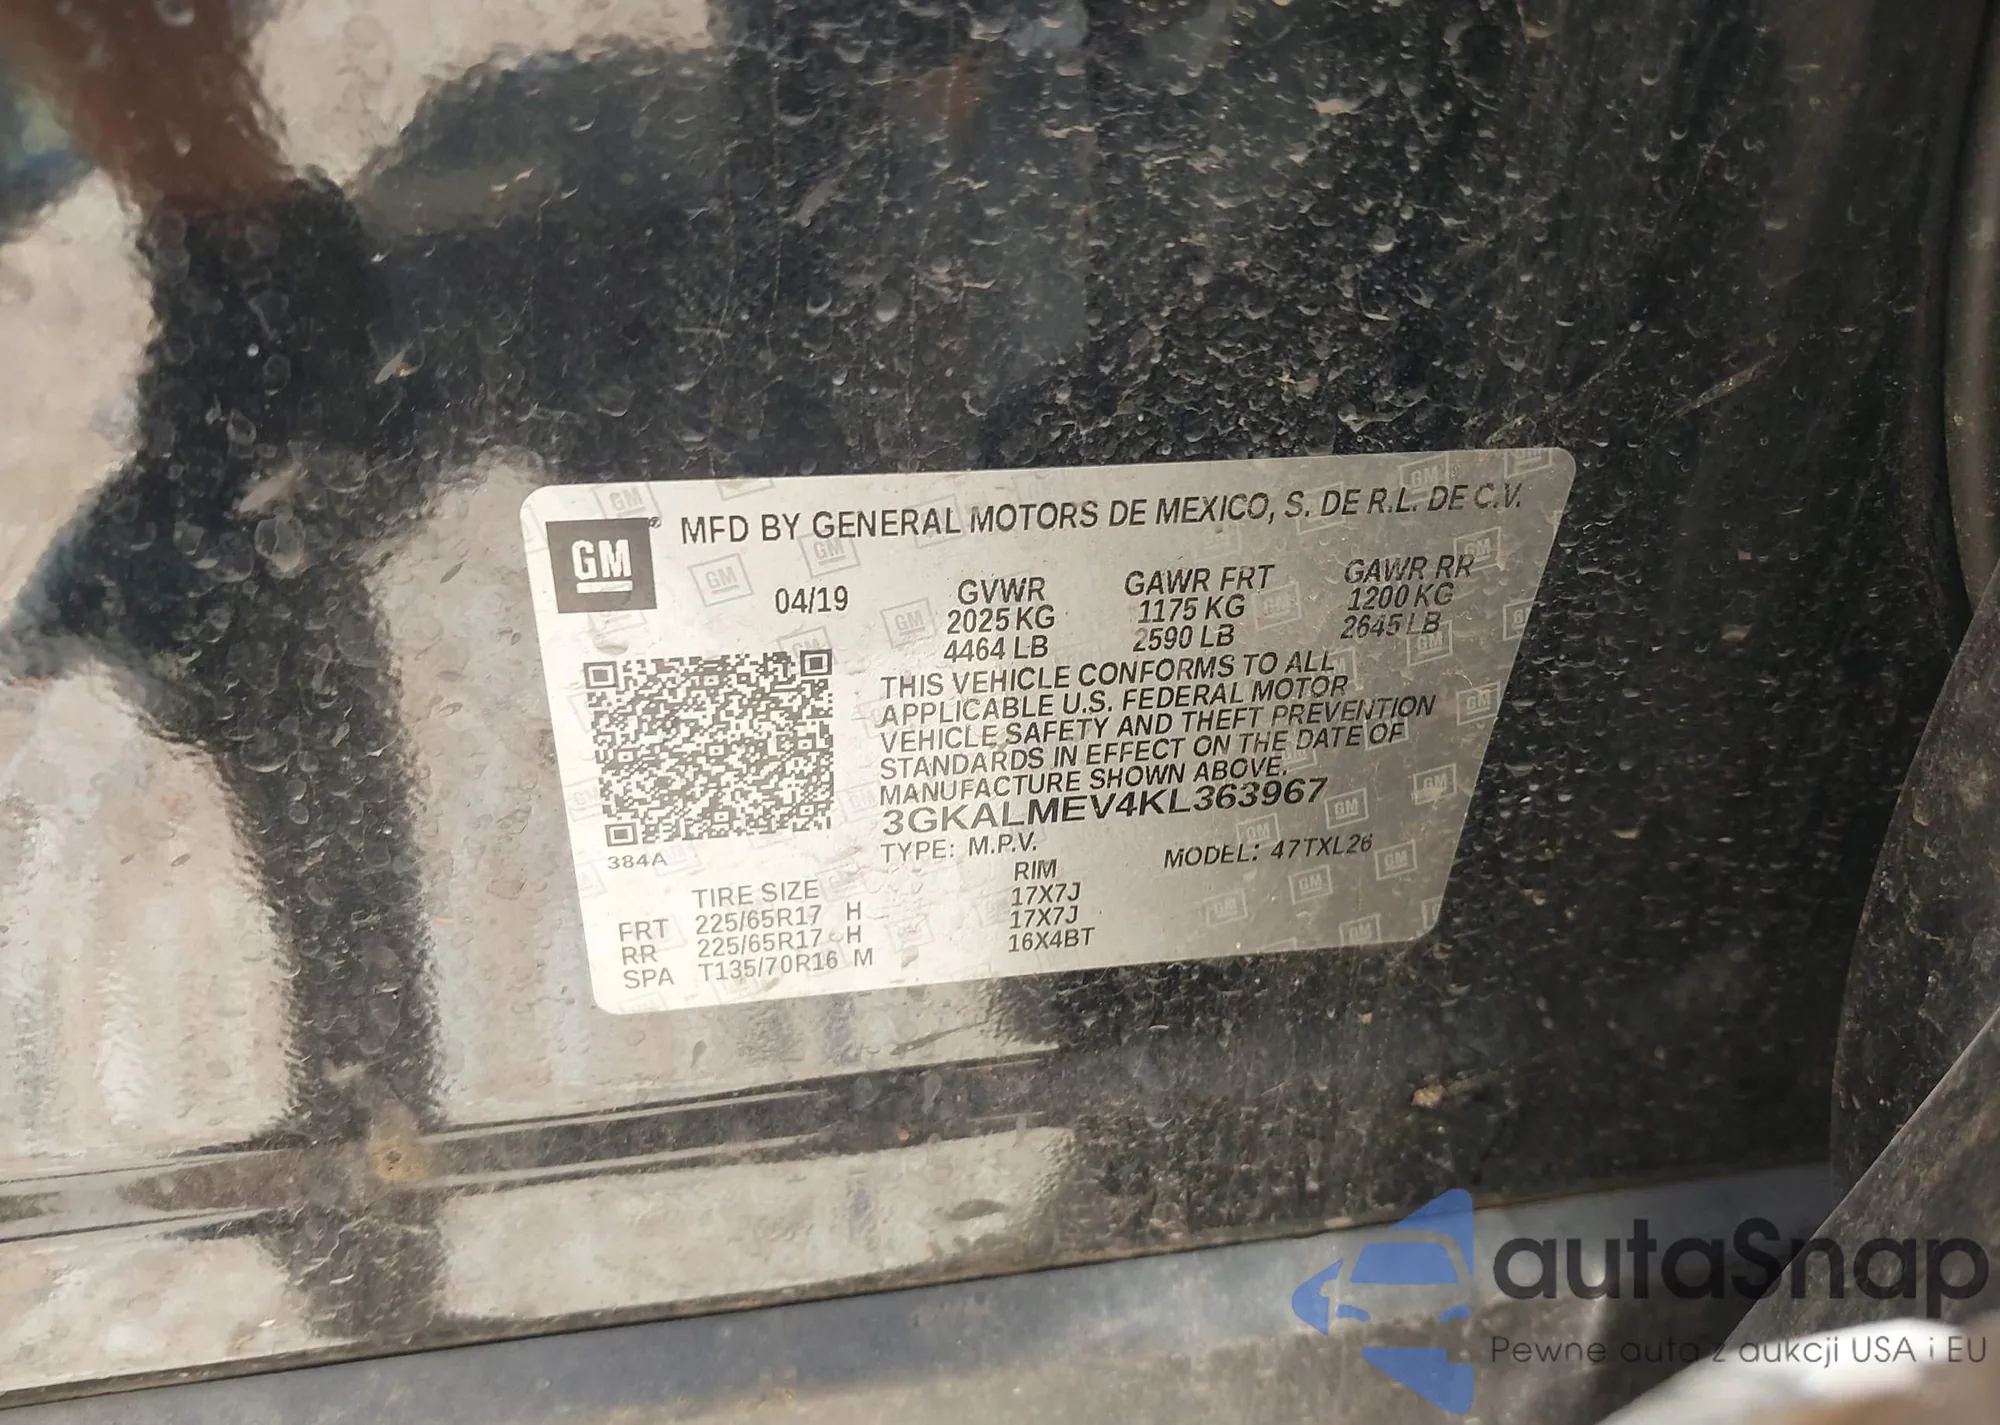 GM
MFD BY GENERAL MOTORS DE MEXICO, S. DE R.L. DE C.V.
04/19
GVWR GAWR FRT GAWR RR
2025 KG 1175 KG 1200 KG
4464 LB 2590 LB 2645 LB
THIS VEHICLE CONFORMS TO ALL
APPLICABLE U.S. FEDERAL MOTOR
VEHICLE SAFETY AND THEFT PREVENTION
STANDARDS IN EFFECT ON THE DATE OF
MANUFACTURE SHOWN ABOVE.
3GKALMEV4KL363967
TYPE: M.P.V. MODEL: 47TXL26
384A
TIRE SIZE RIM
FRT 225/65R17 H 17X7J
RR 225/65R17 H 17X7J
SPA T135/70R16 M 16X4BT
autaSnap
Pewne auta z aukcji USA i EU